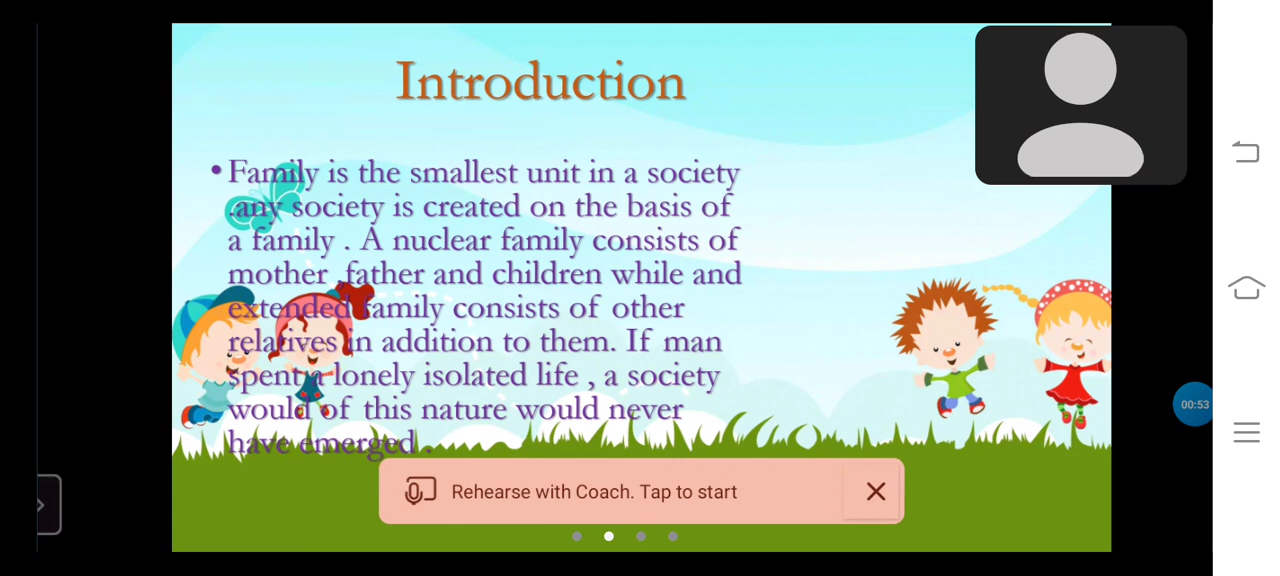 Introduction
• Family is the smallest unit in a society
.any society is created on the basis of
a family . A nuclear family consists of
mother ,father and children while and
extended family consists of other
relatives in addition to them. If man
spent a lonely isolated life , a society
would of this nature would never
have emerged .
Rehearse with Coach. Tap to start
00:53